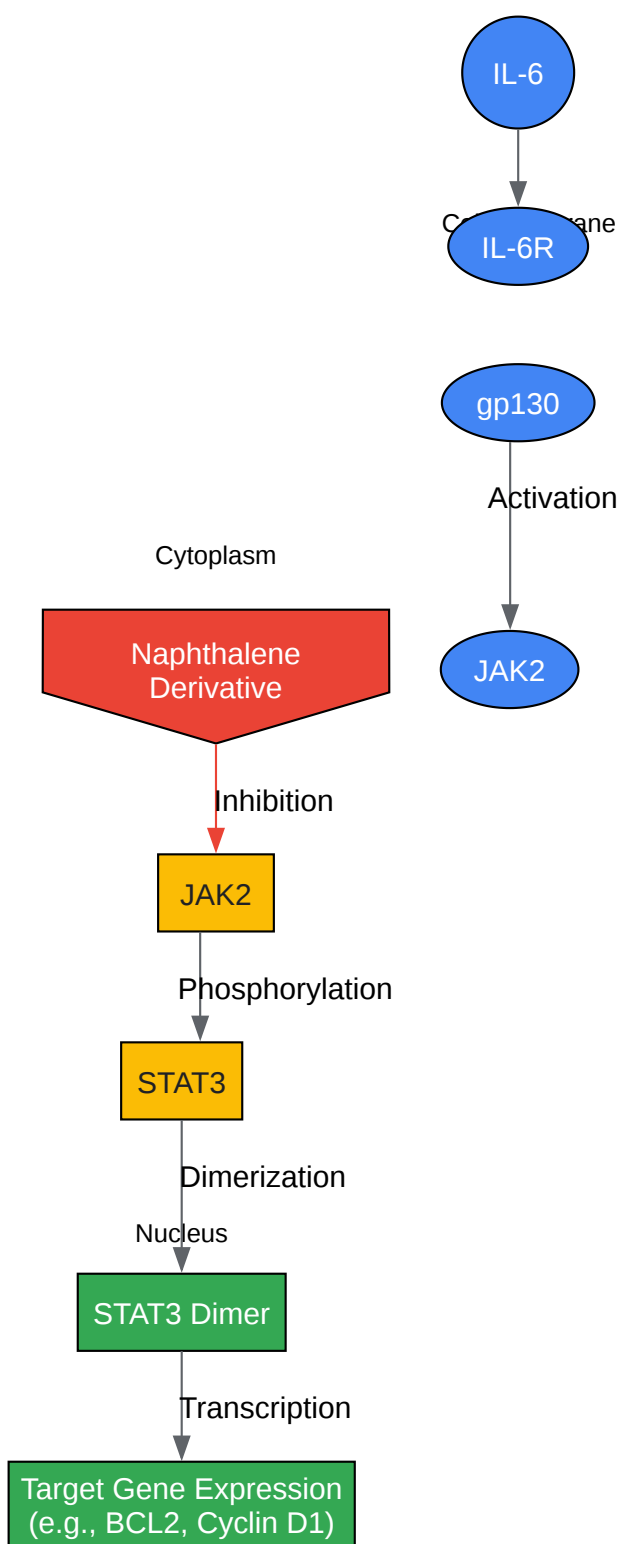 IL-6
IL-6R
gp130
Activation
Cytoplasm
Naphthalene
Derivative
JAK2
Inhibition
JAK2
Phosphorylation
STAT3
Dimerization
Nucleus
STAT3 Dimer
Transcription
Target Gene Expression
(e.g., BCL2, Cyclin D1)